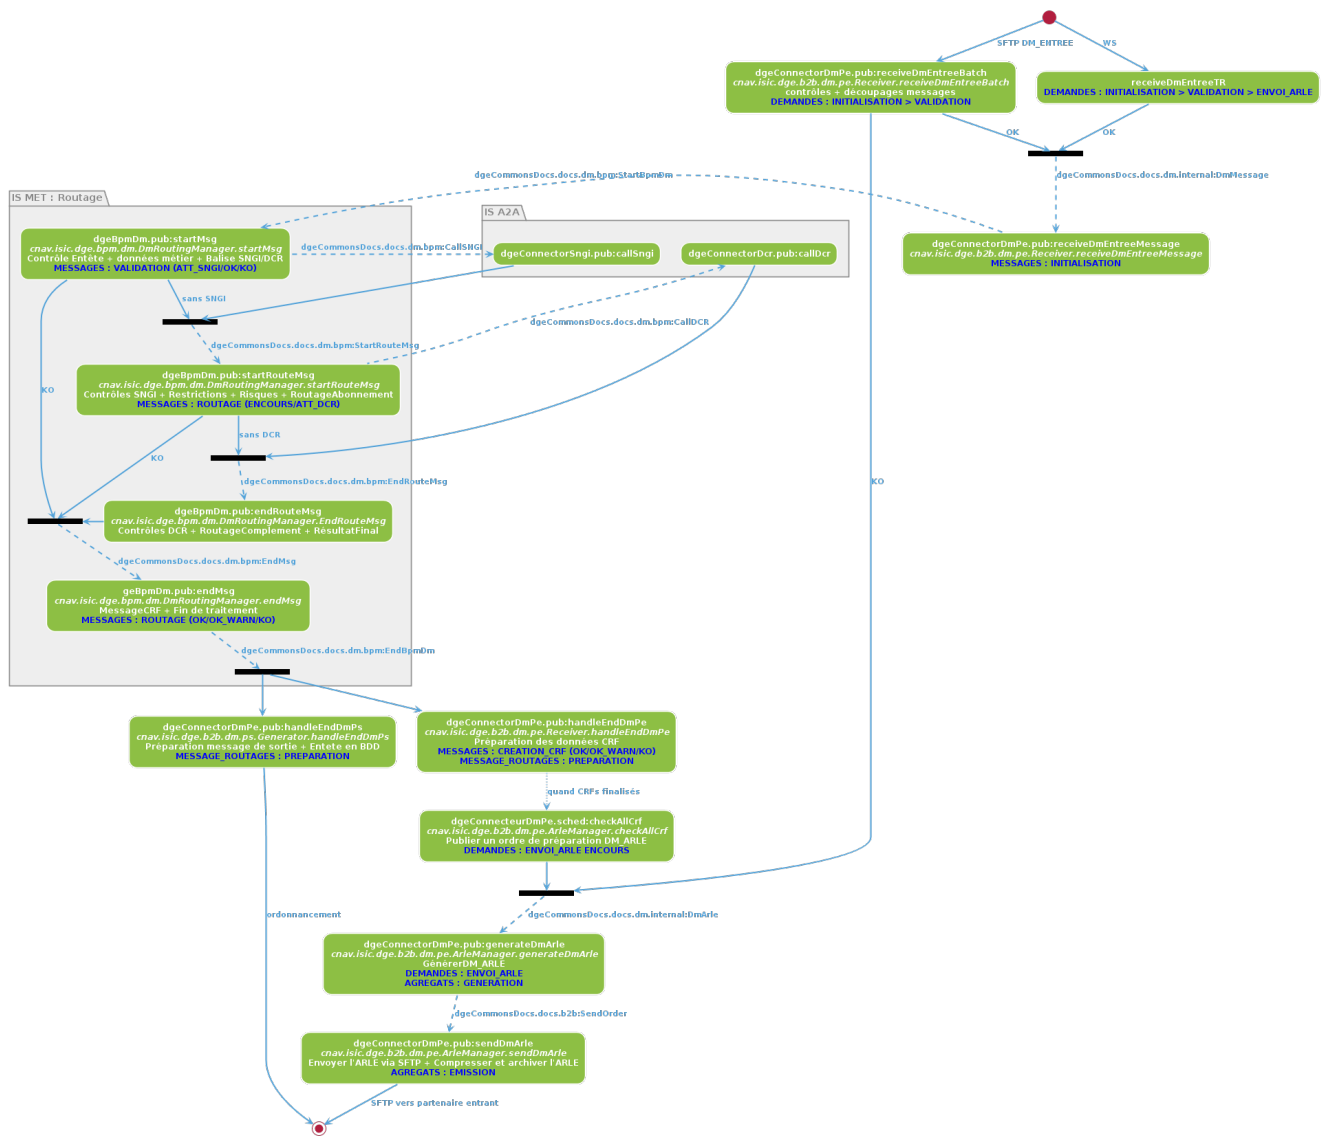 SFTP DM_ENTREE
WS
dgeConnectorDmPe.pub:receiveDmEntreeBatch
cnav.isic.dge.b2b.dm.pe.Receiver.receiveDmEntreeBatch
contrôles + découpages messages
DEMANDES : INITIALISATION > VALIDATION
receiveDmEntreeTR
DEMANDES : INITIALISATION > VALIDATION > ENVOI_ARLE
OK
OK
dgeCommonsDocs.docs.dm.bpm:StartBpmDm
dgeCommonsDocs.docs.dm.internal:DmMessage
IS MET : Routage
IS A2A
dgeBpmDm.pub:startMsg
cnav.isic.dge.bpm.dm.DmRoutingManager.startMsg
Contrôle Entête + données métier + Balise SNGI/DCR
MESSAGES : VALIDATION (ATT_SNGI/OK/KO)
dgeCommonsDocs.docs.dm.bpm:CallSNGI
dgeConnectorSngi.pub:callSngi
dgeConnectorDcr.pub:callDcr
dgeConnectorDmPe.pub:receiveDmEntreeMessage
cnav.isic.dge.b2b.dm.pe.Receiver.receiveDmEntreeMessage
MESSAGES : INITIALISATION
sans SNGI
dgeCommonsDocs.docs.dm.bpm:CallDCR
dgeCommonsDocs.docs.dm.bpm:StartRouteMsg
KO
dgeBpmDm.pub:startRouteMsg
cnav.isic.dge.bpm.dm.DmRoutingManager.startRouteMsg
Contrôles SNGI + Restrictions + Risques + RoutageAbonnement
MESSAGES : ROUTAGE (ENCOURS/ATT_DCR)
sans DCR
KO
dgeCommonsDocs.docs.dm.bpm:EndRouteMsg
KO
dgeBpmDm.pub:endRouteMsg
cnav.isic.dge.bpm.dm.DmRoutingManager.EndRouteMsg
Contrôles DCR + RoutageComplement + RésultatFinal
dgeCommonsDocs.docs.dm.bpm:EndMsg
geBpmDm.pub:endMsg
cnav.isic.dge.bpm.dm.DmRoutingManager.endMsg
MessageCRF + Fin de traitement
MESSAGES : ROUTAGE (OK/OK_WARN/KO)
dgeCommonsDocs.docs.dm.bpm:EndBpmDm
dgeConnectorDmPe.pub:handleEndDmPs
cnav.isic.dge.b2b.dm.ps.Generator.handleEndDmPs
Préparation message de sortie + Entete en BDD
MESSAGE_ROUTAGES : PREPARATION
dgeConnectorDmPe.pub:handleEndDmPe
cnav.isic.dge.b2b.dm.pe.Receiver.handleEndDmPe
Préparation des données CRF
MESSAGES : CREATION_CRF (OK/OK_WARN/KO)
MESSAGE_ROUTAGES : PREPARATION
quand CRFs finalisés
dgeConnecteurDmPe.sched:checkAllCrf
cnav.isic.dge.b2b.dm.pe.ArleManager.checkAllCrf
Publier un ordre de préparation DM_ARLE
DEMANDES : ENVOI_ARLE ENCOURS
ordonnancement
dgeCommonsDocs.docs.dm.internal:DmArle
dgeConnectorDmPe.pub:generateDmArle
cnav.isic.dge.b2b.dm.pe.ArleManager.generateDmArle
GénérerDM_ARLE
DEMANDES : ENVOI_ARLE
AGREGATS : GENERATION
dgeCommonsDocs.docs.b2b:SendOrder
dgeConnectorDmPe.pub:sendDmArle
cnav.isic.dge.b2b.dm.pe.ArleManager.sendDmArle
Envoyer l'ARLE via SFTP + Compresser et archiver l'ARLE
AGREGATS : EMISSION
SFTP vers partenaire entrant